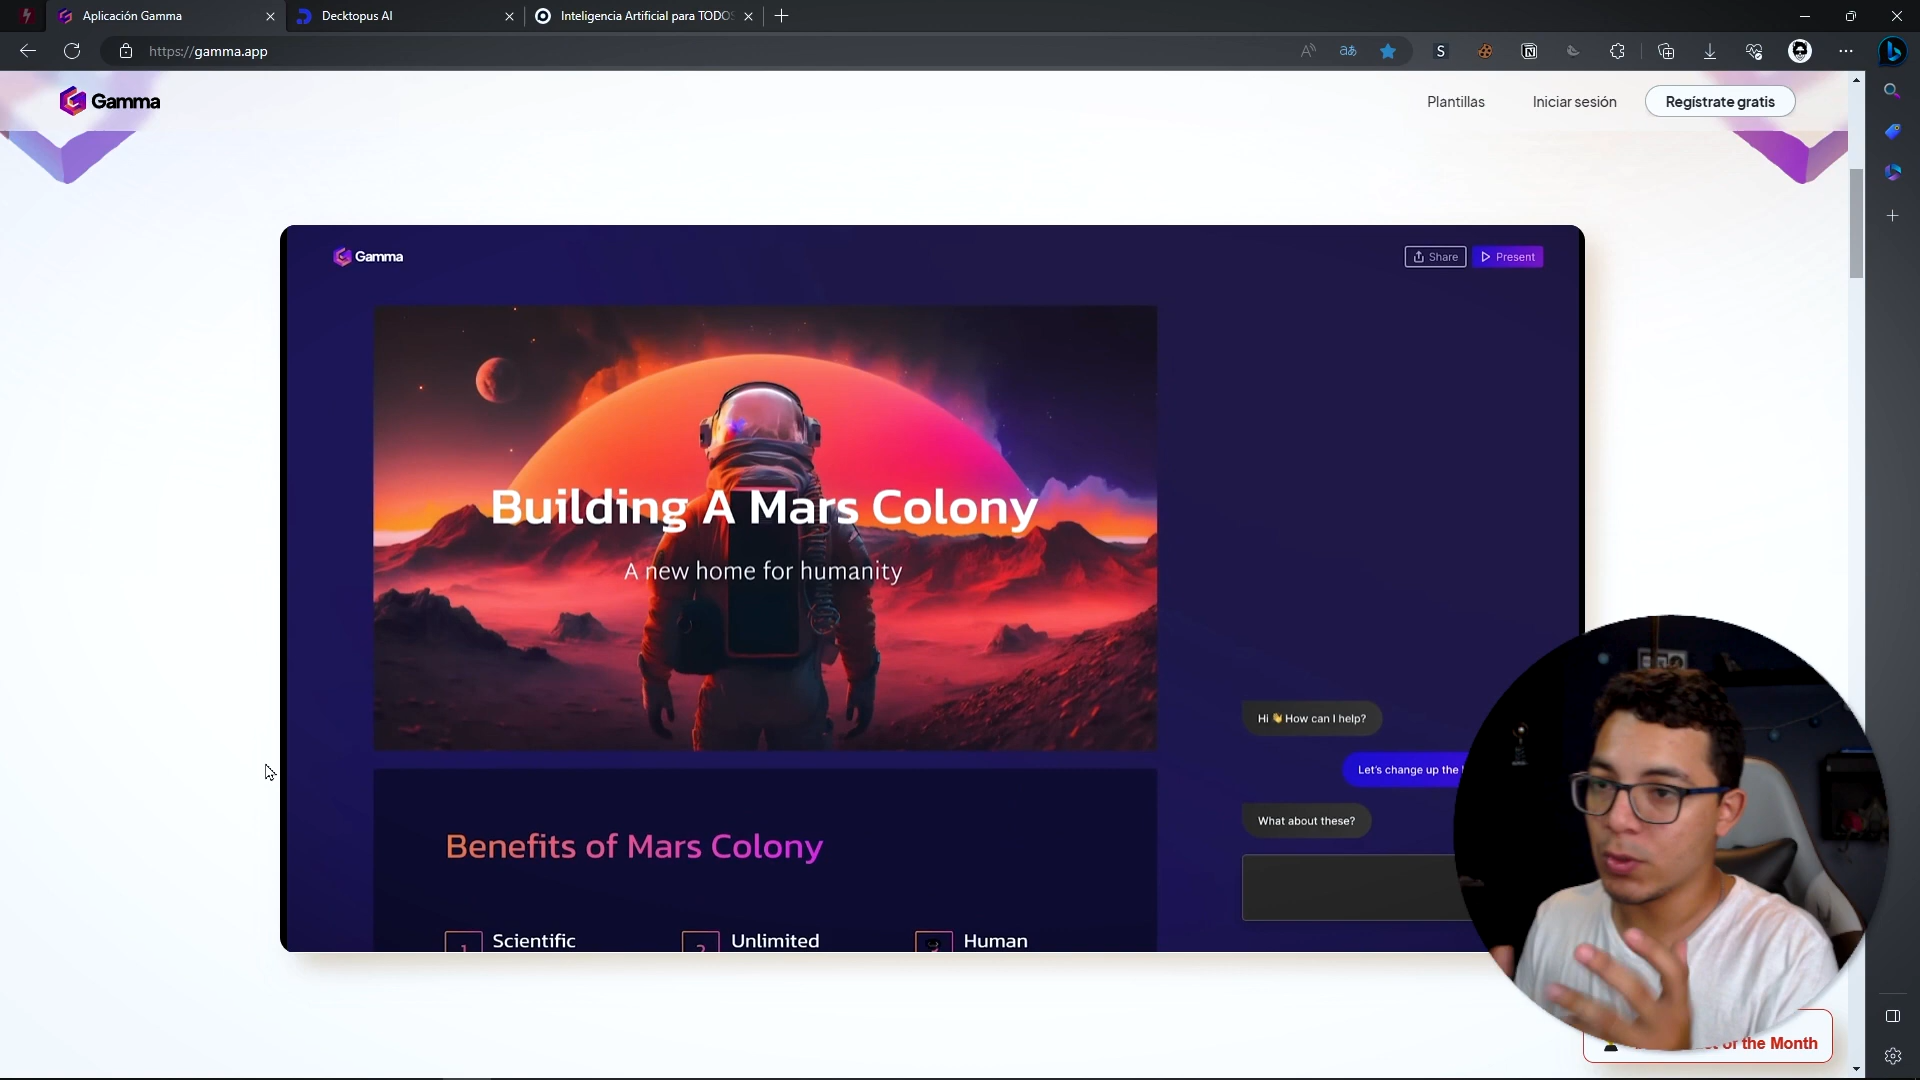 Aplicación Gamma
Decktopus AI
Inteligencia Artificial para TODOS
https://gamma.app
Gamma
Plantillas
Iniciar sesión
Regístrate gratis
Gamma
Share
Present
Building A Mars Colony
A new home for humanity
Hi 👋 How can I help?
Let's change up the
What about these?
Benefits of Mars Colony
1 Scientific
2 Unlimited
3 Human
of the Month